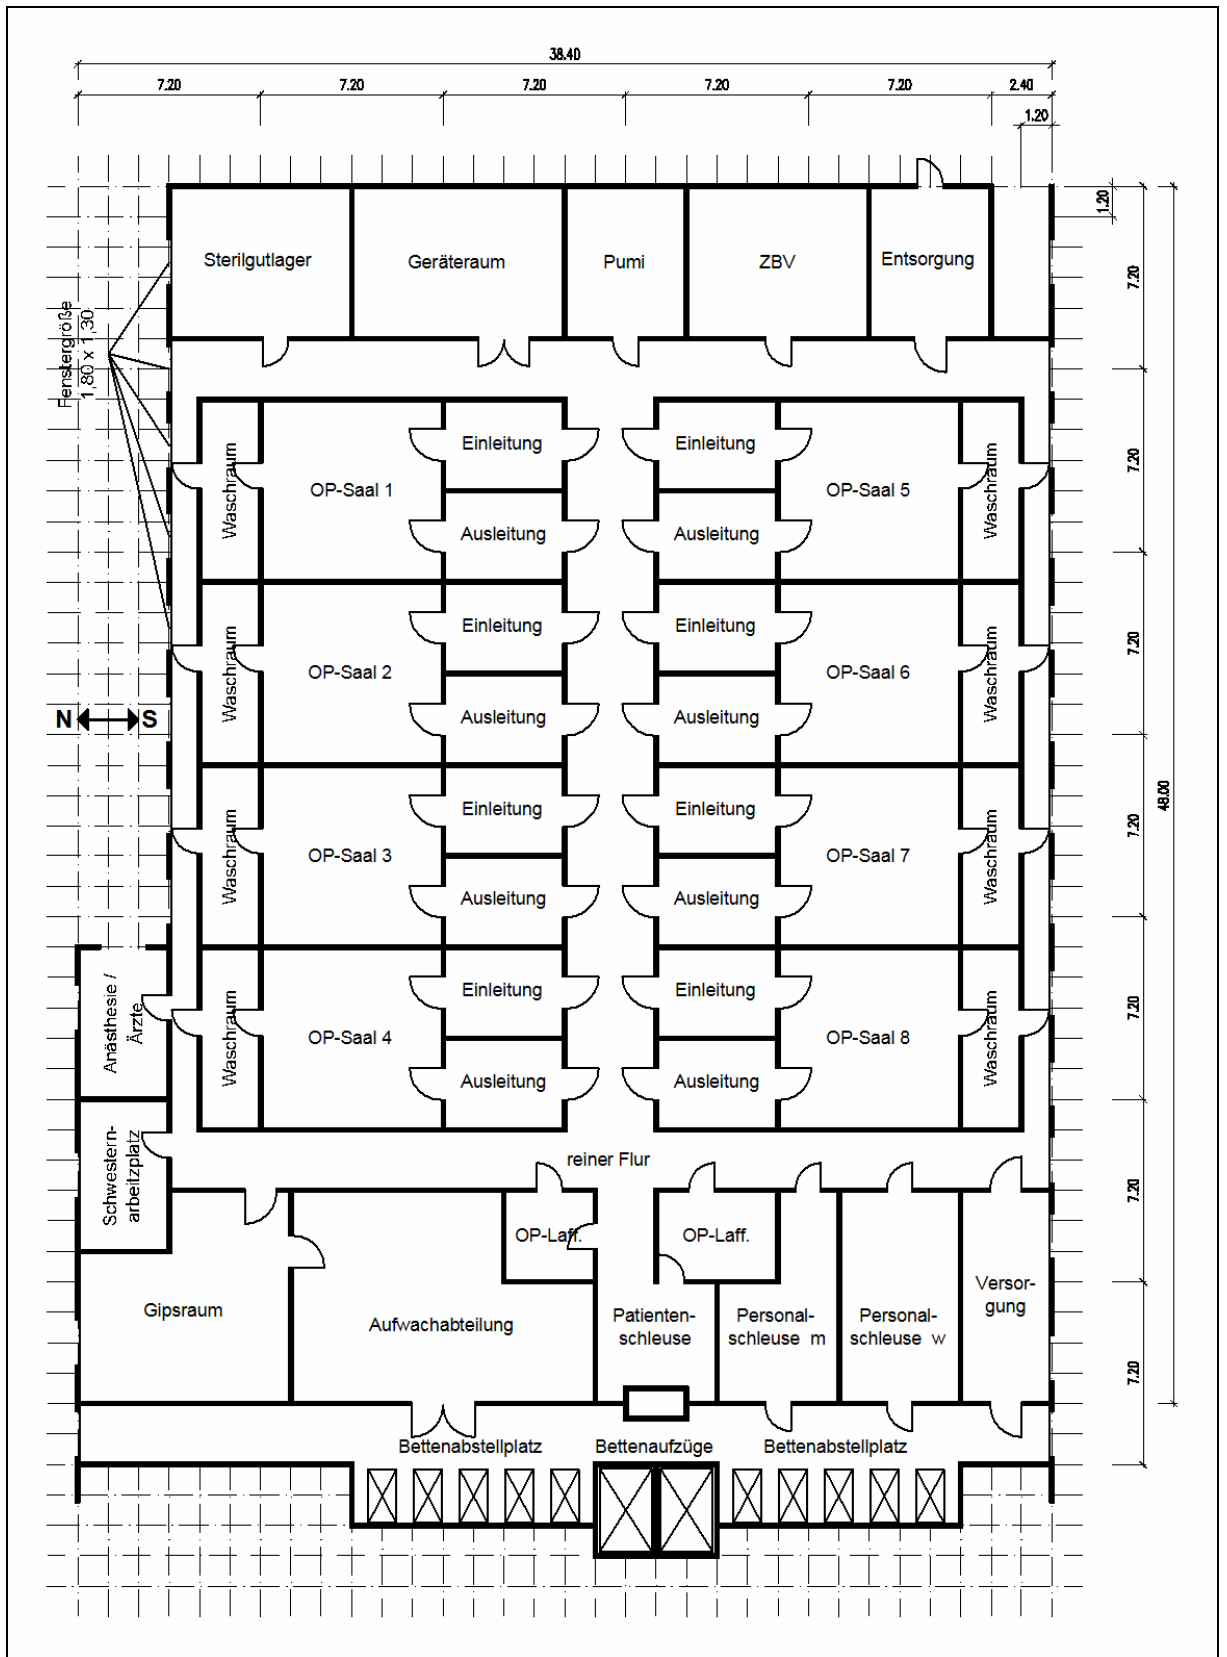 38.40
7.20
7.20
7.20
7.20
7.20
2.40
1.20
1.20
Sterilgutlager
Geräteraum
Pumi
ZBV
Entsorgung
7.20
Fenstergröße
1,80 x 1,30
48.00
Waschraum
OP-Saal 1
Einleitung
Einleitung
OP-Saal 5
Waschraum
7.20
Ausleitung
Ausleitung
Waschraum
OP-Saal 2
Einleitung
Einleitung
OP-Saal 6
Waschraum
7.20
Ausleitung
Ausleitung
N
S
Waschraum
OP-Saal 3
Einleitung
Einleitung
OP-Saal 7
Waschraum
7.20
Ausleitung
Ausleitung
Anästhesie /
Ärzte
Waschraum
OP-Saal 4
Einleitung
Einleitung
OP-Saal 8
Waschraum
7.20
Ausleitung
Ausleitung
Schwestern-
arbeitzplatz
reiner Flur
7.20
OP-Laff.
OP-Laff.
Gipsraum
Aufwachabteilung
Patienten-
schleuse
Personal-
schleuse m
Personal-
schleuse w
Versor-
gung
7.20
Bettenabstellplatz
Bettenaufzüge
Bettenabstellplatz